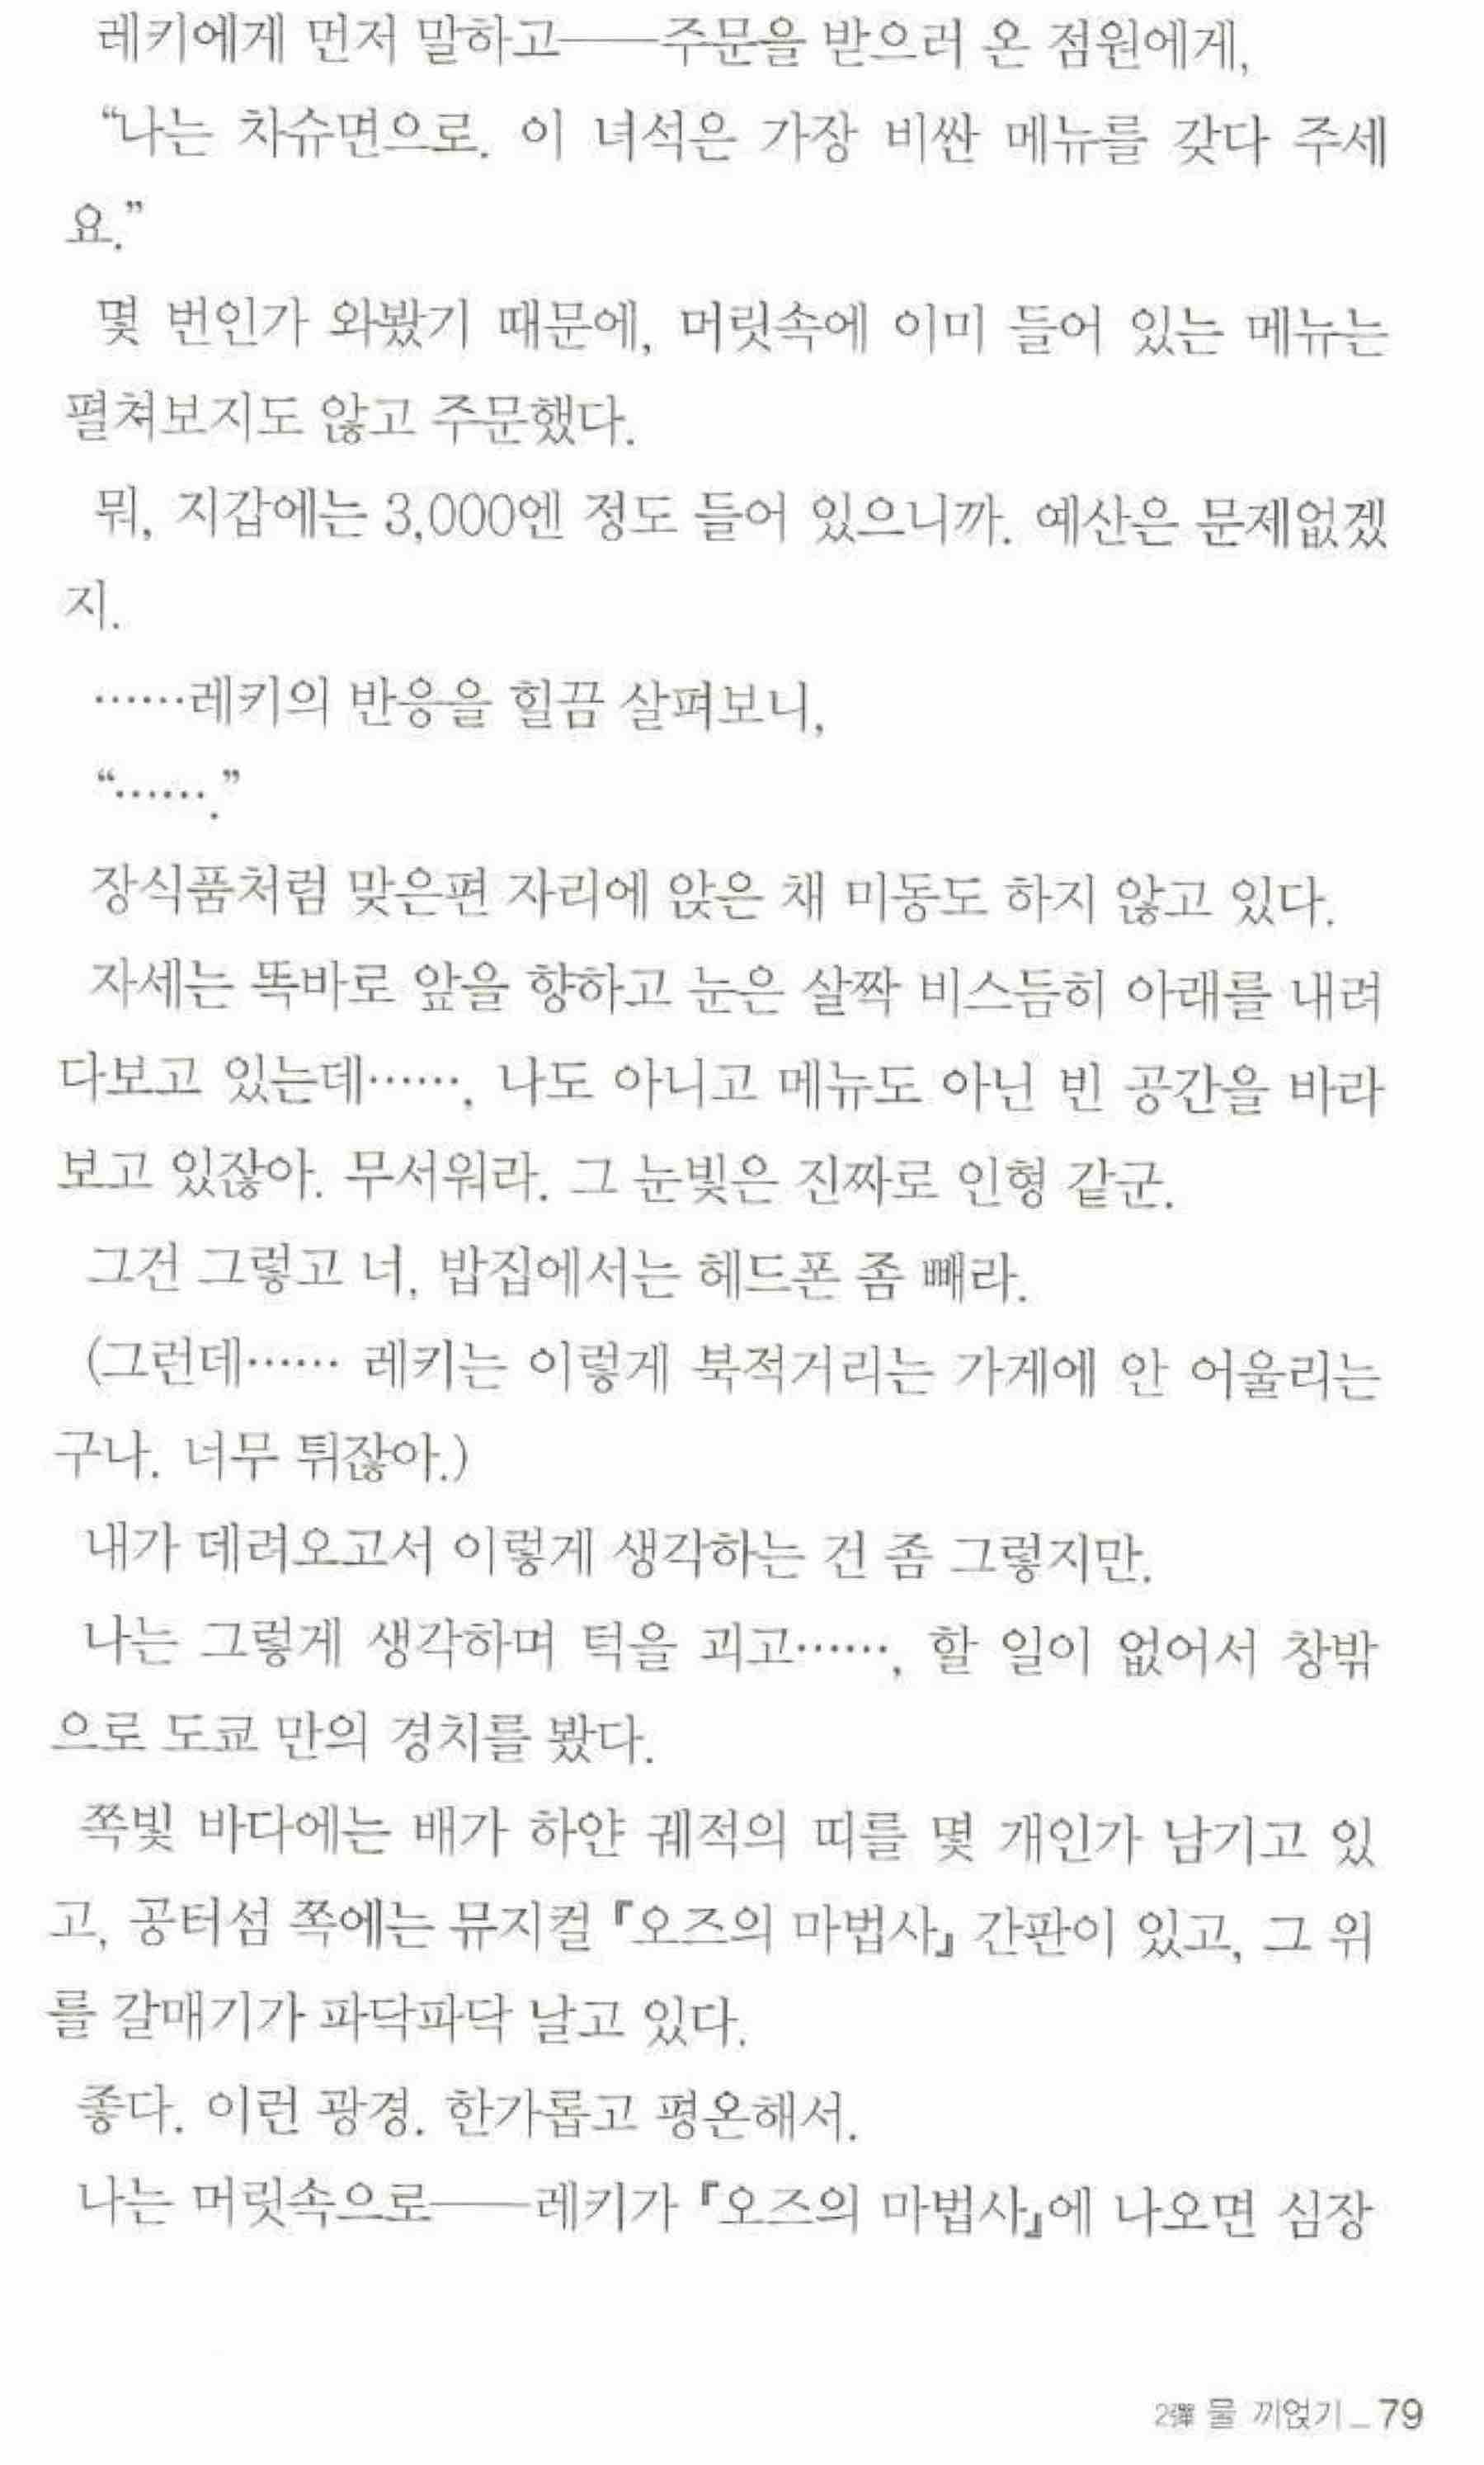 레키에게 먼저 말하고――주문을 받으러 온 점원에게,
“나는 차슈면으로. 이 녀석은 가장 비싼 메뉴를 갖다 주세
요.”
몇 번인가 와봤기 때문에, 머릿속에 이미 들어 있는 메뉴는
펼쳐보지도 않고 주문했다.
뭐, 지갑에는 3,000엔 정도 들어 있으니까. 예산은 문제없겠
지.
……레키의 반응을 힐끔 살펴보니,
“…….”
장식품처럼 맞은편 자리에 앉은 채 미동도 하지 않고 있다.
자세는 똑바로 앞을 향하고 눈은 살짝 비스듬히 아래를 내려
다보고 있는데……, 나도 아니고 메뉴도 아닌 빈 공간을 바라
보고 있잖아. 무서워라. 그 눈빛은 진짜로 인형 같군.
그건 그렇고 너, 밥집에서는 헤드폰 좀 빼라.
(그런데…… 레키는 이렇게 북적거리는 가게에 안 어울리는
구나. 너무 튀잖아.)
내가 데려오고서 이렇게 생각하는 건 좀 그렇지만.
나는 그렇게 생각하며 턱을 괴고……, 할 일이 없어서 창밖
으로 도쿄 만의 경치를 봤다.
쪽빛 바다에는 배가 하얀 궤적의 띠를 몇 개인가 남기고 있
고, 공터섬 쪽에는 뮤지컬 『오즈의 마법사』 간판이 있고, 그 위
를 갈매기가 파닥파닥 날고 있다.
좋다. 이런 광경. 한가롭고 평온해서.
나는 머릿속으로――레키가 『오즈의 마법사』에 나오면 심장
2彈 물 끼얹기_79